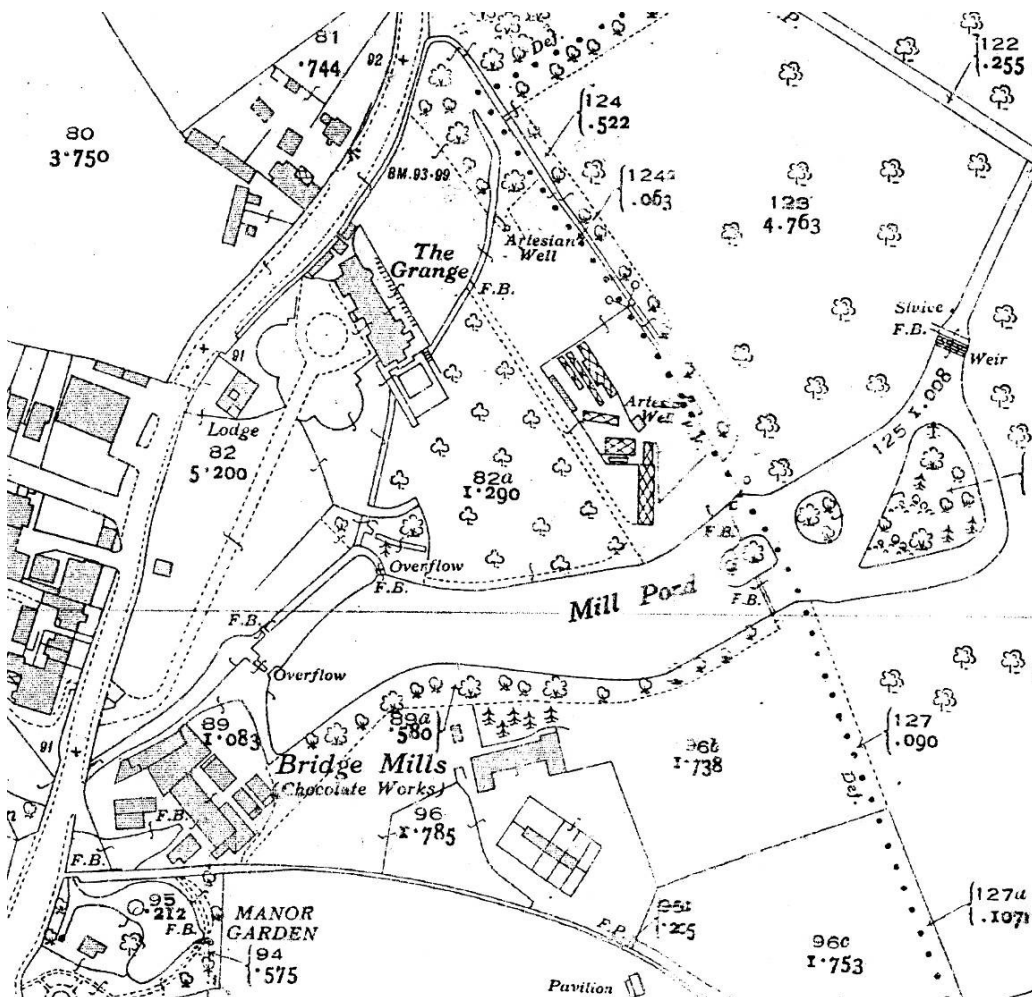 81
.744
92
Def.
122
.255
80
3.750
124
.522
B.M. 93.99
124a
.063
123
4.763
The
Grange
Artesian
Well
F.B.
Sluice
F.B.
Weir
91
Lodge
82
5.200
82a
1.290
125 1.008
Overflow
F.B.
F.B.
Mill Pond
F.B.
F.B.
Overflow
89
1.083
89a
.580
Bridge Mills
(Chocolate Works)
96b
1.738
127
.090
91
F.B.
96
1.785
Def.
F.B.
95
.212
F.B.
MANOR
GARDEN
94
.575
F.P.
96c
1.753
127a
.107
Pavilion